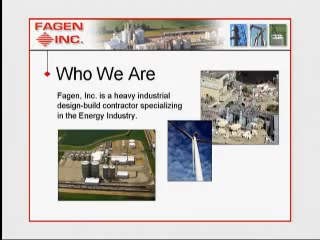 FAGEN
INC.
Who We Are
Fagen, Inc. is a heavy industrial
design-build contractor specializing
in the Energy Industry.